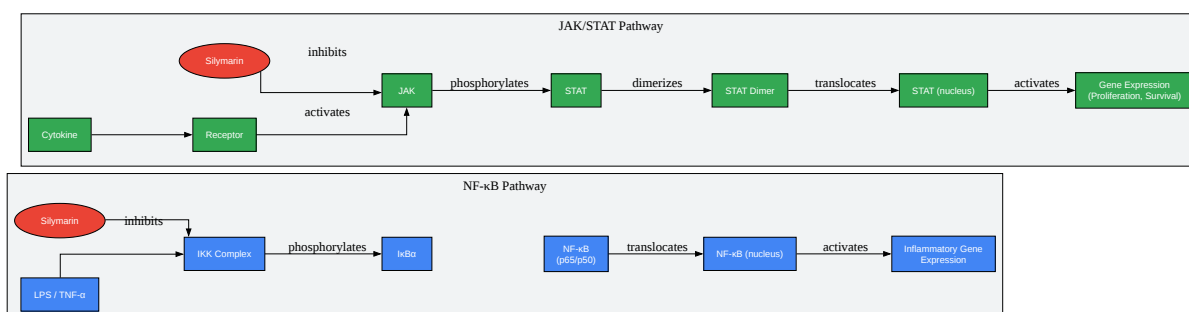 JAK/STAT Pathway
Silymarin
inhibits
JAK
phosphorylates
STAT
dimerizes
STAT Dimer
translocates
STAT (nucleus)
activates
Gene Expression
(Proliferation, Survival)
activates
Cytokine
Receptor
NF-κB Pathway
Silymarin
inhibits
IKK Complex
phosphorylates
IκBα
NF-κB
(p65/p50)
translocates
NF-κB (nucleus)
activates
Inflammatory Gene
Expression
LPS / TNF-α